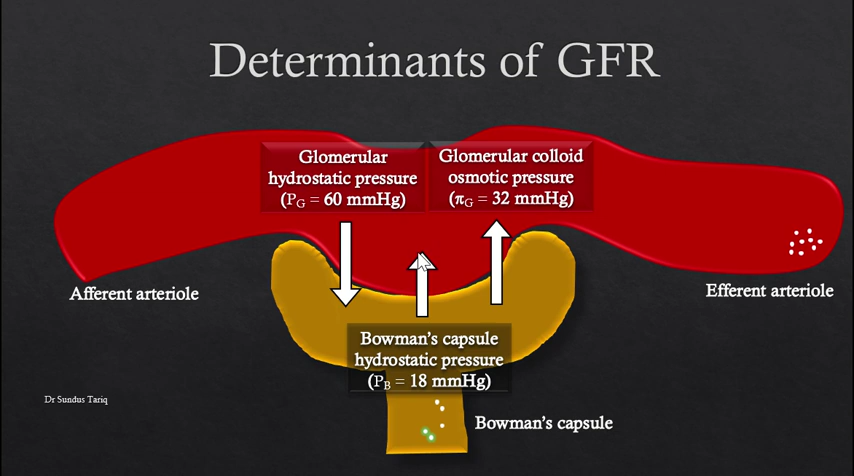 Determinants of GFR
Glomerular
hydrostatic pressure
(PG = 60 mmHg)
Glomerular colloid
osmotic pressure
(πG = 32 mmHg)
Afferent arteriole
Efferent arteriole
Bowman's capsule
hydrostatic pressure
(PB = 18 mmHg)
Dr Sundus Tariq
Bowman's capsule